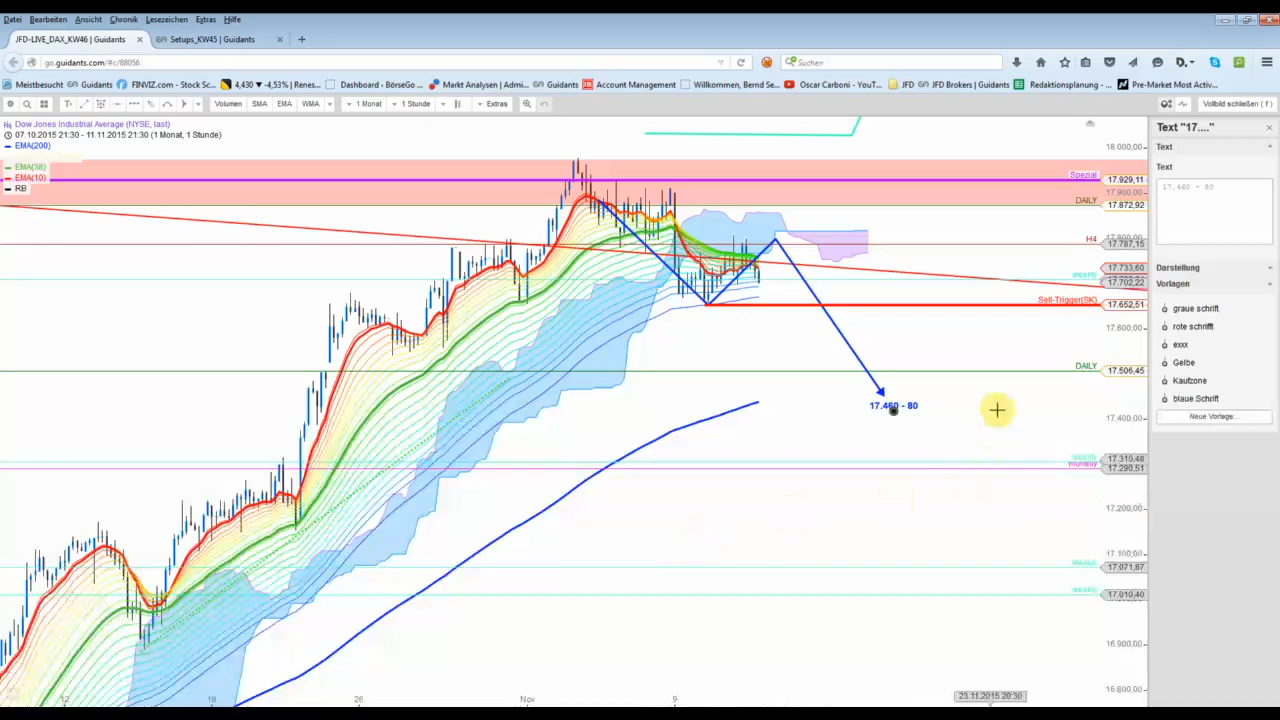 Datei Bearbeiten Ansicht Chronik Lesezeichen Extras Hilfe
JFD-LIVE_DAX_KW46 | Guidants × Setups_KW45 | Guidants × +
go.guidants.com/#c/88056 Suchen
Meistbesucht Guidants FINVIZ.com - Stock Sc... 4,430 ▼ -4,53% | Renes... Dashboard - BörseGo ... Markt Analysen | Admi... Guidants Account Management Willkommen, Bernd Se... Oscar Carboni - YouT... JFD JFD Brokers | Guidants Redaktionsplanung - ... Pre-Market Most Activ...
Volumen SMA EMA WMA 1 Monat 1 Stunde Extras Vollbild schließen ( f )
Dow Jones Industrial Average (NYSE, last)
07.10.2015 21:30 - 11.11.2015 21:30 (1 Monat, 1 Stunde)
EMA(200)
EMA(38)
EMA(10)
RB
18.000,00
Spezial 17.929,11
17.900,00
DAILY 17.872,92
17.800,00
H4 17.787,15
17.733,60
weekly 17.702,22
Sell-Trigger(SK) 17.652,51
17.600,00
DAILY 17.506,45
17.460 - 80
17.400,00
weekly 17.310,48
monthly 17.290,51
17.200,00
17.100,00
17.071,87
weekly 17.010,40
16.900,00
16.800,00
12 19 26 Nov 9 23.11.2015 20:30
Text "17...." ×
Text
Text
17.460 - 80
Darstellung
Vorlagen
graue schrift
rote schrifft
exxx
Gelbe
Kaufzone
blaue Schrift
Neue Vorlage...